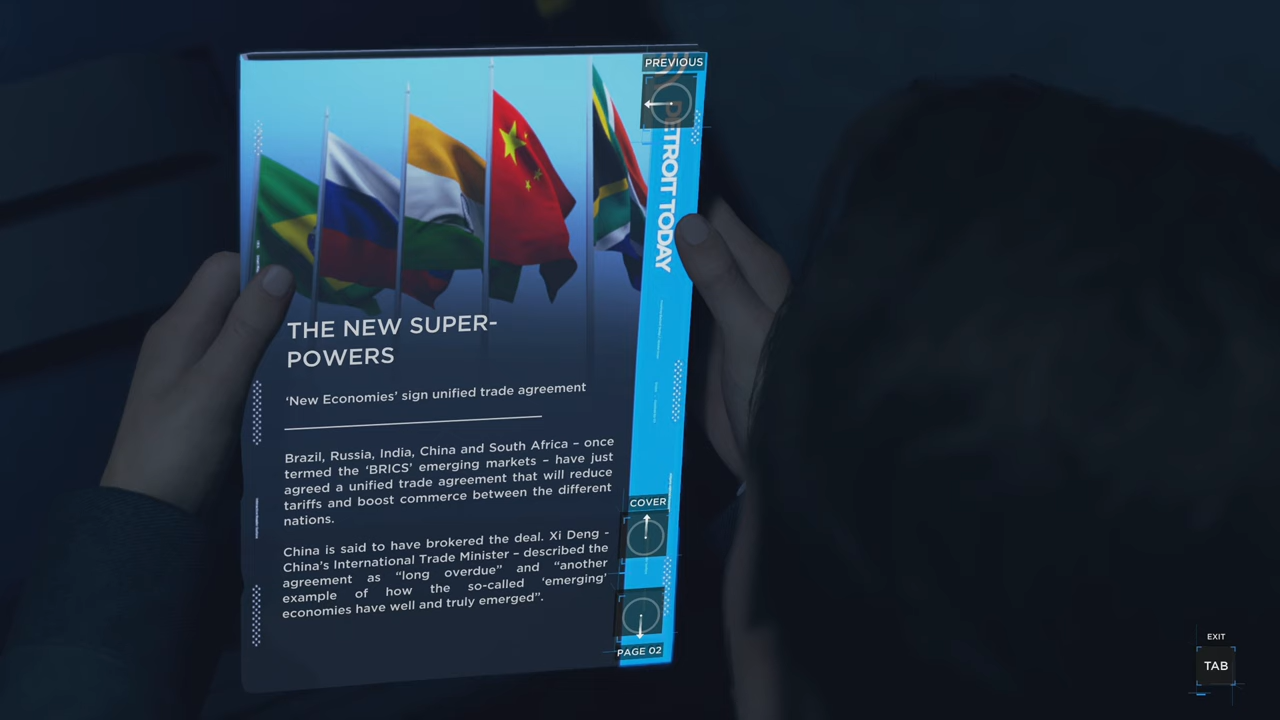 PREVIOUS
DETROIT TODAY
THE NEW SUPER-
POWERS
‘New Economies’ sign unified trade agreement
Brazil, Russia, India, China and South Africa – once
termed the ‘BRICS’ emerging markets – have just
agreed a unified trade agreement that will reduce
tariffs and boost commerce between the different
nations.
China is said to have brokered the deal. Xi Deng -
China’s International Trade Minister – described the
agreement as “long overdue” and “another
example of how the so-called ‘emerging’
economies have well and truly emerged”.
COVER
PAGE 02
EXIT
TAB